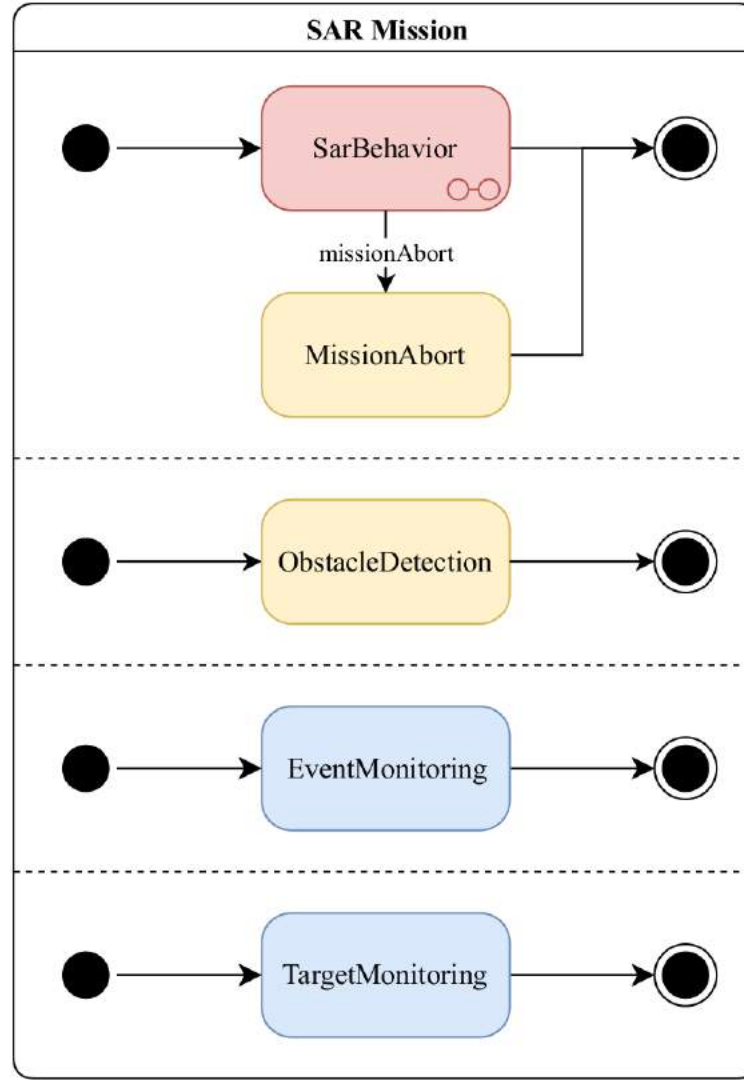 SAR Mission
SarBehavior
missionAbort
MissionAbort
ObstacleDetection
EventMonitoring
TargetMonitoring